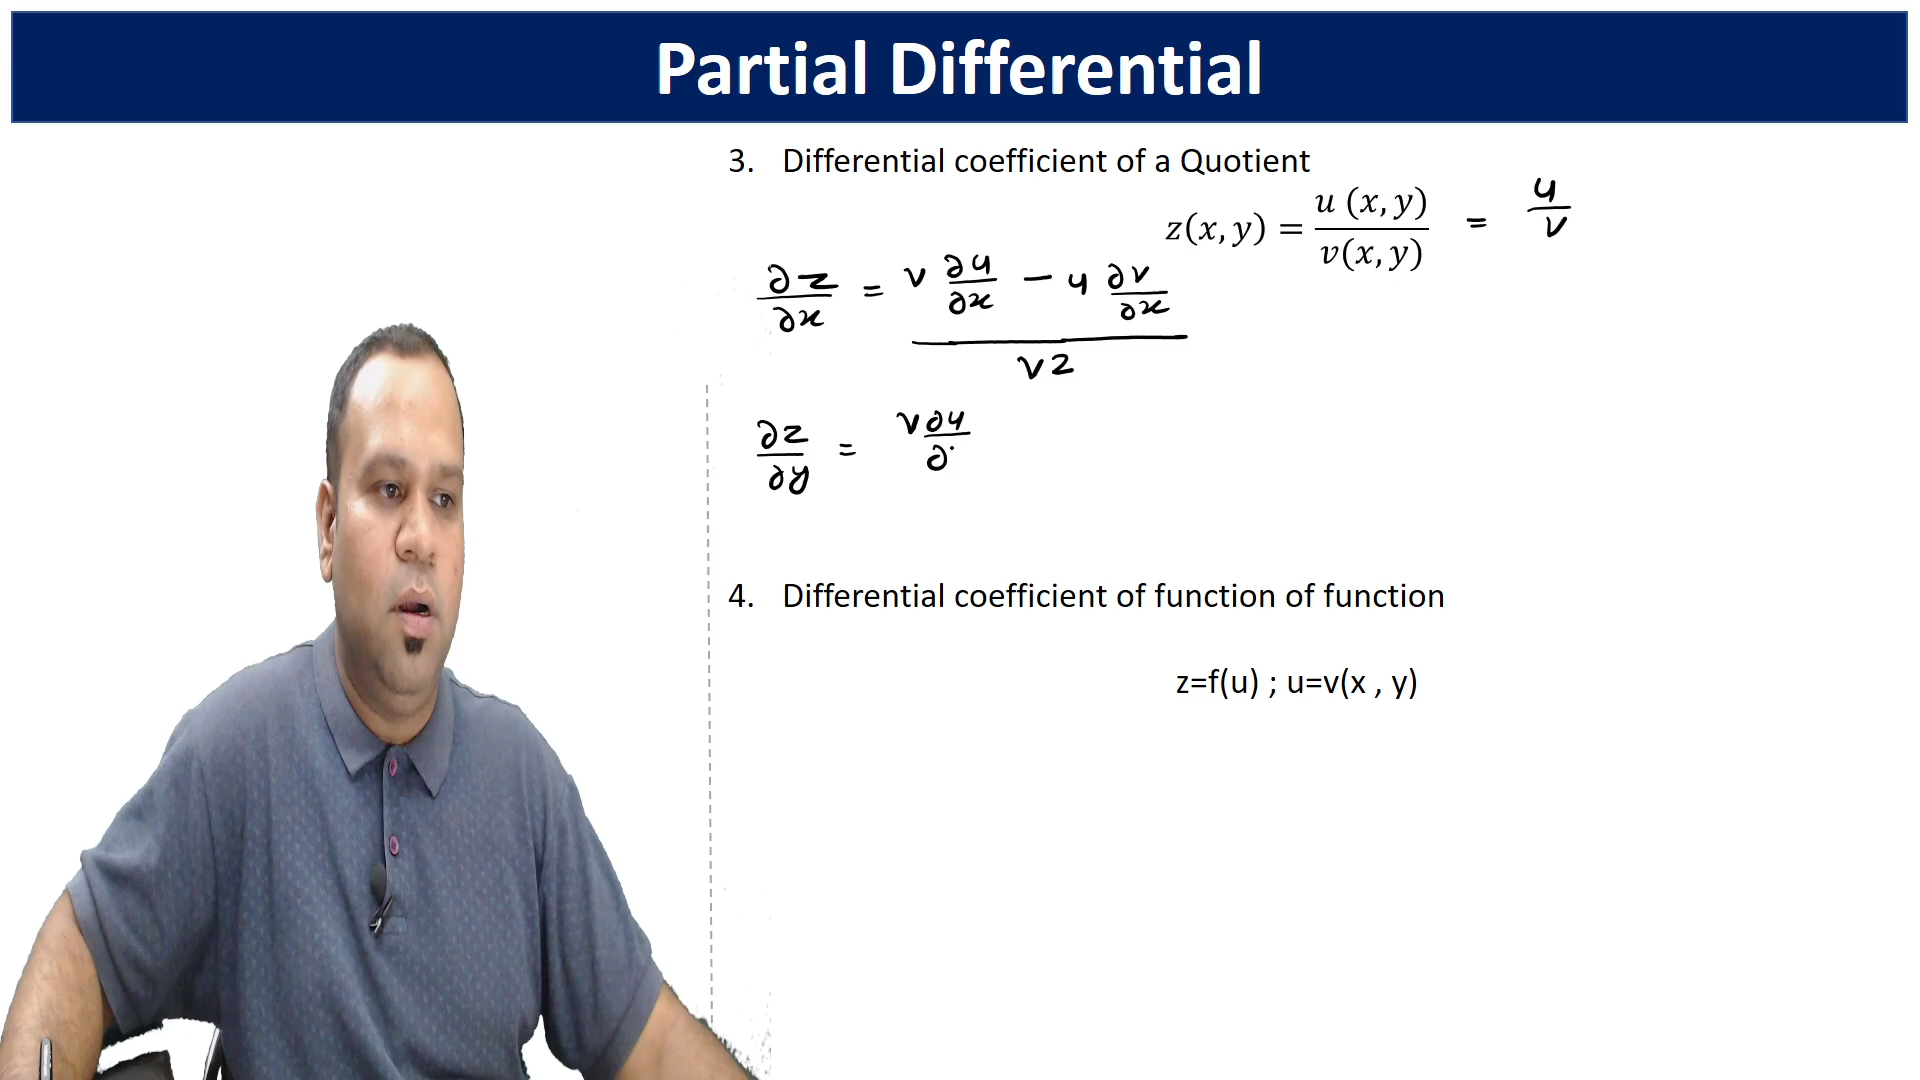 Partial Differential
3. Differential coefficient of a Quotient
z(x, y) = u (x, y) / v(x, y) = u / v
∂z/∂x = v ∂u/∂x − u ∂v/∂x
v2
∂z/∂y = v∂u/∂
4. Differential coefficient of function of function
z=f(u) ; u=v(x , y)